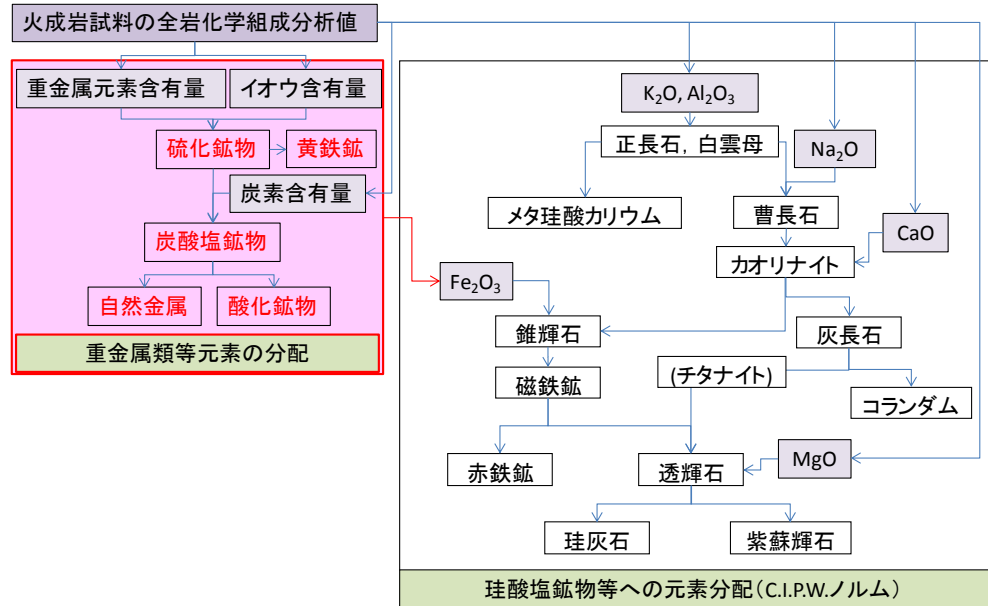 火成岩試料の全岩化学組成分析値
重金属元素含有量
イオウ含有量
硫化鉱物
黄鉄鉱
炭素含有量
炭酸塩鉱物
自然金属
酸化鉱物
重金属類等元素の分配
K₂O, Al₂O₃
正長石, 白雲母
Na₂O
メタ珪酸カリウム
曹長石
CaO
カオリナイト
Fe₂O₃
錐輝石
灰長石
磁鉄鉱
(チタナイト)
コランダム
赤鉄鉱
透輝石
MgO
珪灰石
紫蘇輝石
珪酸塩鉱物等への元素分配(C.I.P.W.ノルム)